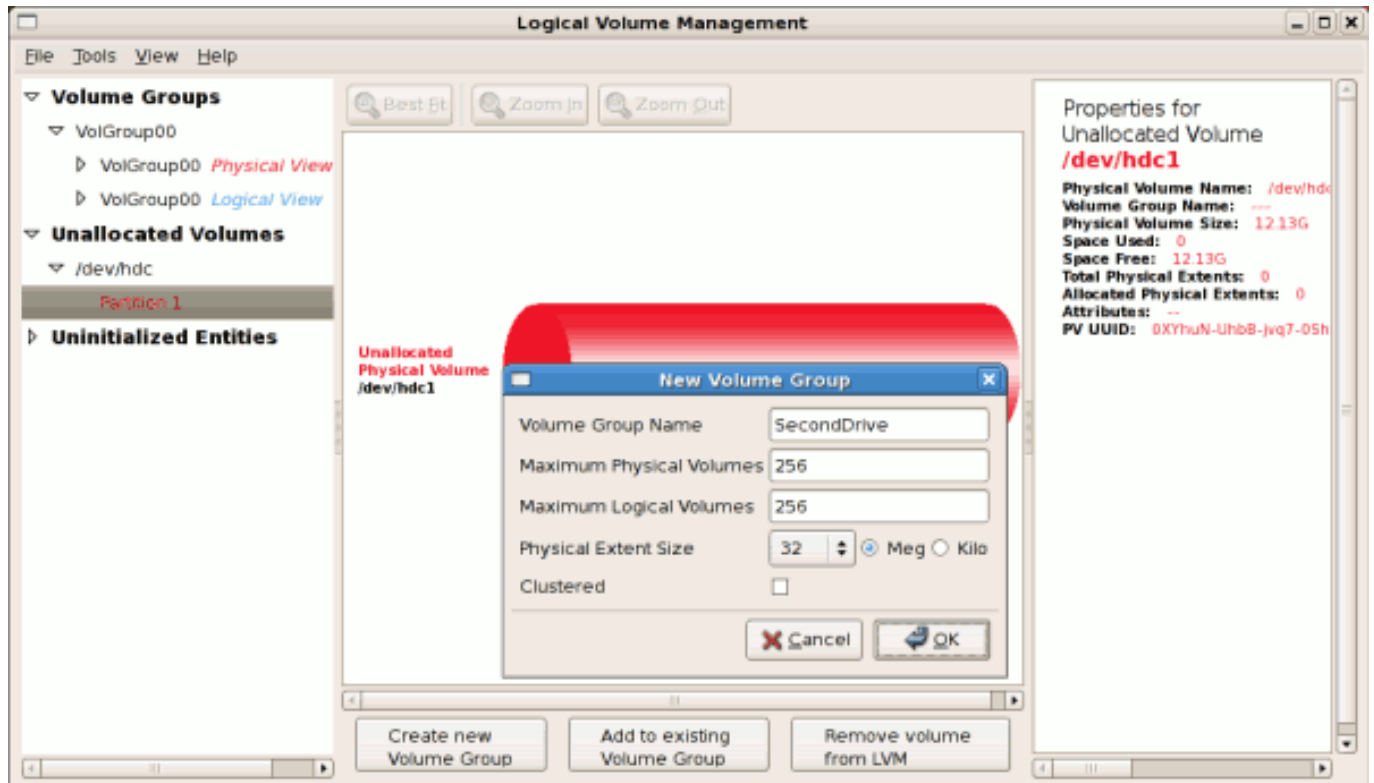 Logical Volume Management
File Tools View Help
Volume Groups
VolGroup00
VolGroup00 Physical View
VolGroup00 Logical View
Unallocated Volumes
/dev/hdc
Partition 1
Uninitialized Entities
Best Fit Zoom In Zoom Out
Unallocated
Physical Volume
/dev/hdc1
New Volume Group
Volume Group Name SecondDrive
Maximum Physical Volumes 256
Maximum Logical Volumes 256
Physical Extent Size 32 Meg Kilo
Clustered
Cancel OK
Create new
Volume Group
Add to existing
Volume Group
Remove volume
from LVM
Properties for
Unallocated Volume
/dev/hdc1
Physical Volume Name: /dev/hdc
Volume Group Name: ---
Physical Volume Size: 12.13G
Space Used: 0
Space Free: 12.13G
Total Physical Extents: 0
Allocated Physical Extents: 0
Attributes: --
PV UUID: 0XYhuN-UhbB-jvq7-0Sh